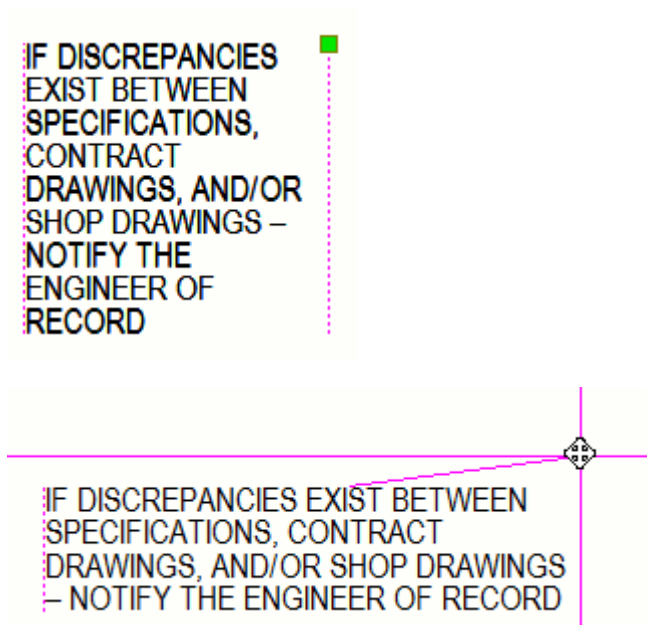 IF DISCREPANCIES
EXIST BETWEEN
SPECIFICATIONS,
CONTRACT
DRAWINGS, AND/OR
SHOP DRAWINGS –
NOTIFY THE
ENGINEER OF
RECORD
IF DISCREPANCIES EXIST BETWEEN
SPECIFICATIONS, CONTRACT
DRAWINGS, AND/OR SHOP DRAWINGS
– NOTIFY THE ENGINEER OF RECORD